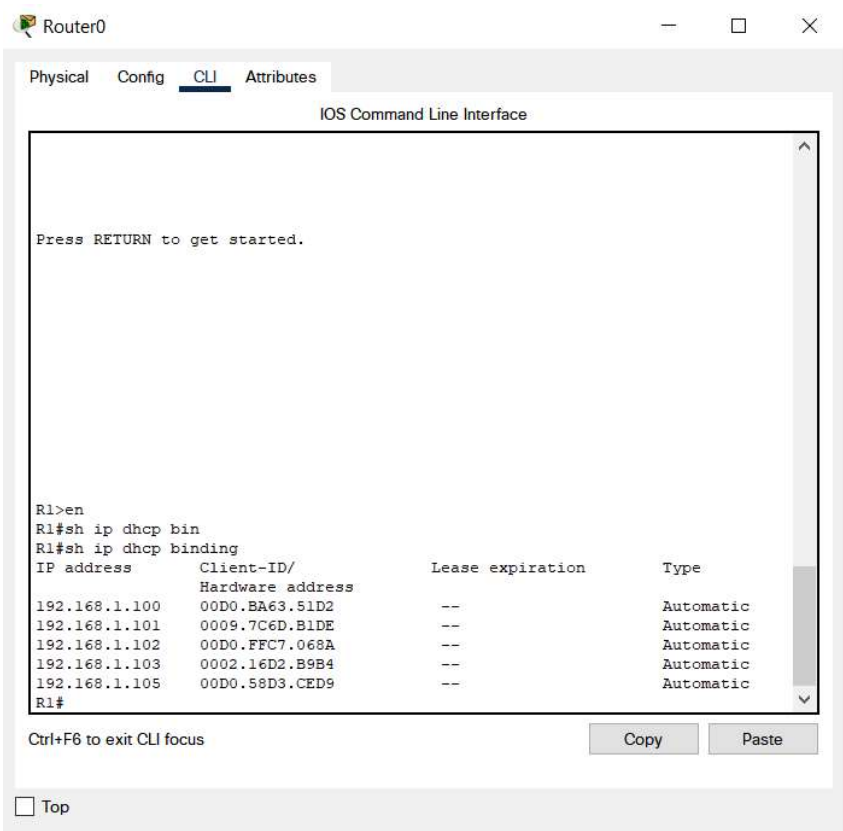 Router0
Physical Config CLI Attributes
IOS Command Line Interface
Press RETURN to get started.
R1>en
R1#sh ip dhcp bin
R1#sh ip dhcp binding
IP address Client-ID/ Lease expiration Type
Hardware address
192.168.1.100 00D0.BA63.51D2 -- Automatic
192.168.1.101 0009.7C6D.B1DE -- Automatic
192.168.1.102 00D0.FFC7.068A -- Automatic
192.168.1.103 0002.16D2.B9B4 -- Automatic
192.168.1.105 00D0.58D3.CED9 -- Automatic
R1#
Ctrl+F6 to exit CLI focus Copy Paste
Top